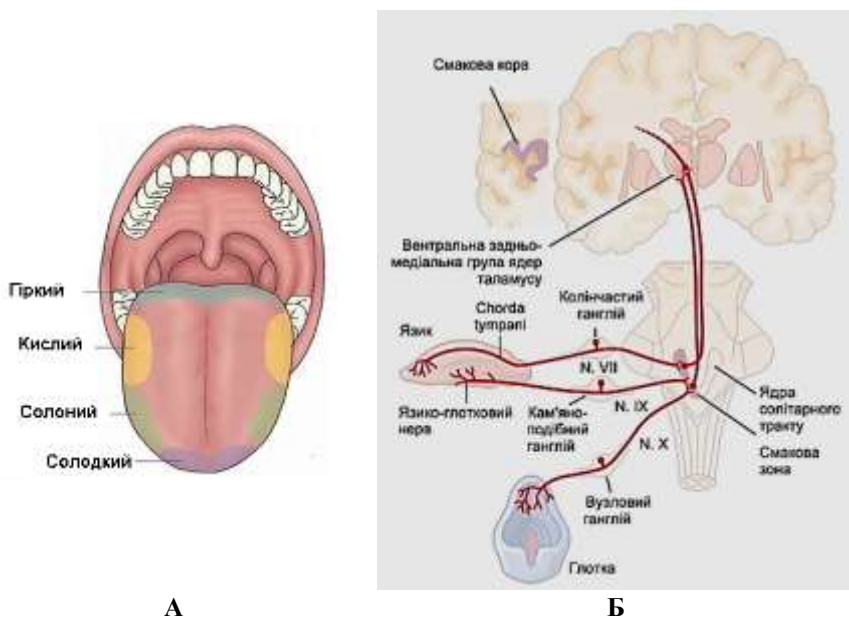 Гіркий
Кислий
Солоний
Солодкий
А
Смакова кора
Вентральна задньо-
медіальна група ядер
таламусу
Язик
Chorda
tympani
Колінчастий
ганглій
N. VII
Язико-глотковий
нерв
Кам'яно-
подібний
ганглій
N. IX
N. X
Ядра
солітарного
тракту
Смакова
зона
Вузловий
ганглій
Глотка
Б